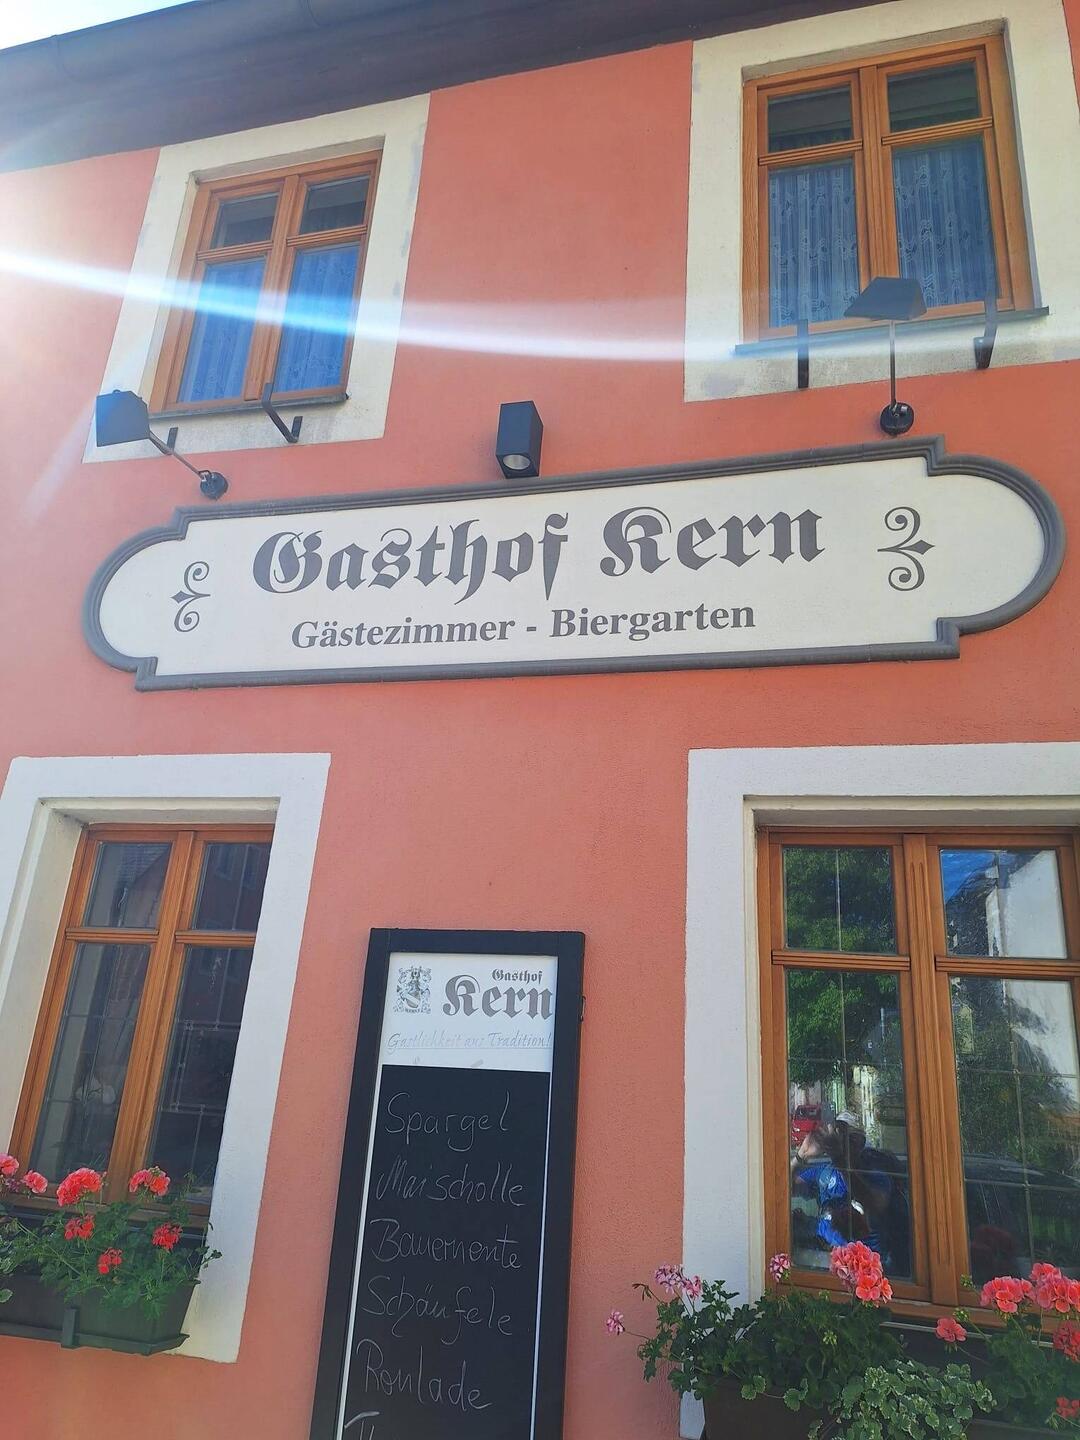 Gasthof Kern
Gästezimmer - Biergarten
Gasthof
Kern
Gastlichkeit aus Tradition!
Spargel
Maischolle
Bauernente
Schäufele
Roulade